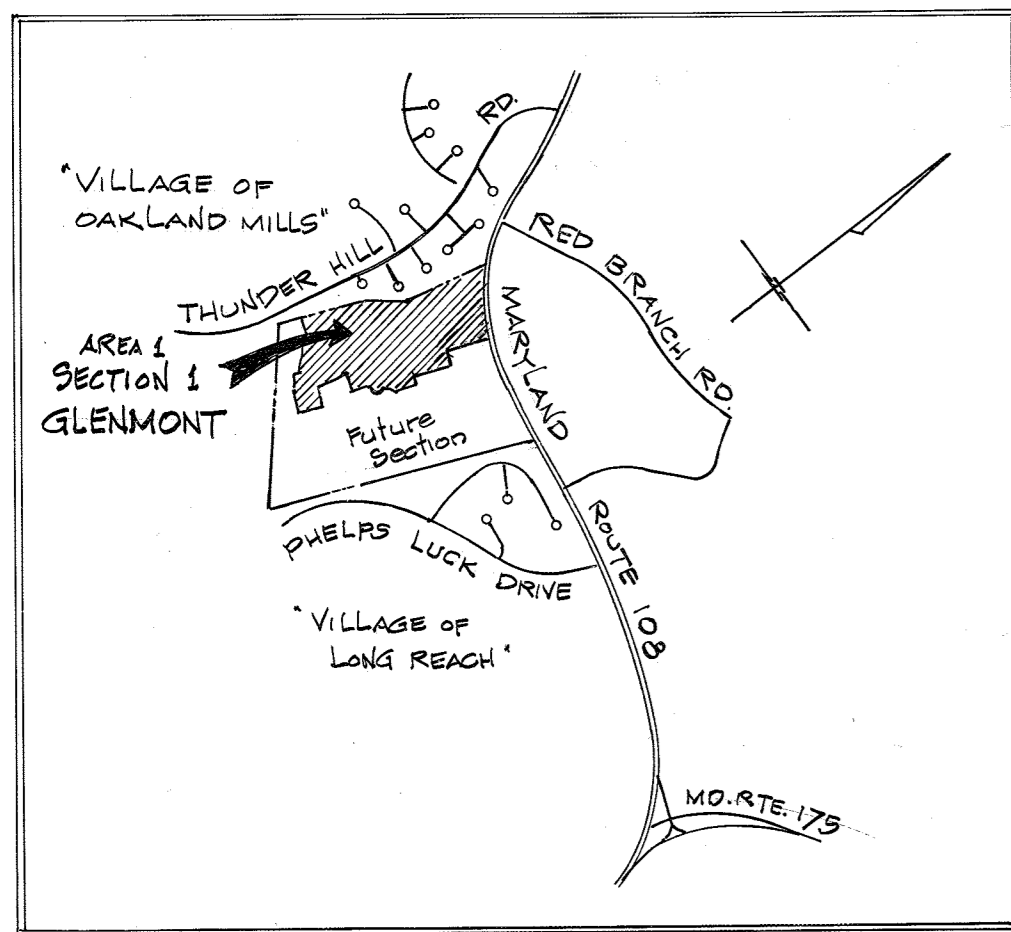 RD.
"VILLAGE OF
OAKLAND MILLS"
THUNDER HILL
RED BRANCH RD.
MARYLAND
AREA 1
SECTION 1
GLENMONT
Future
Section
PHELPS LUCK DRIVE
ROUTE 108
"VILLAGE OF
LONG REACH"
MD. RTE. 175